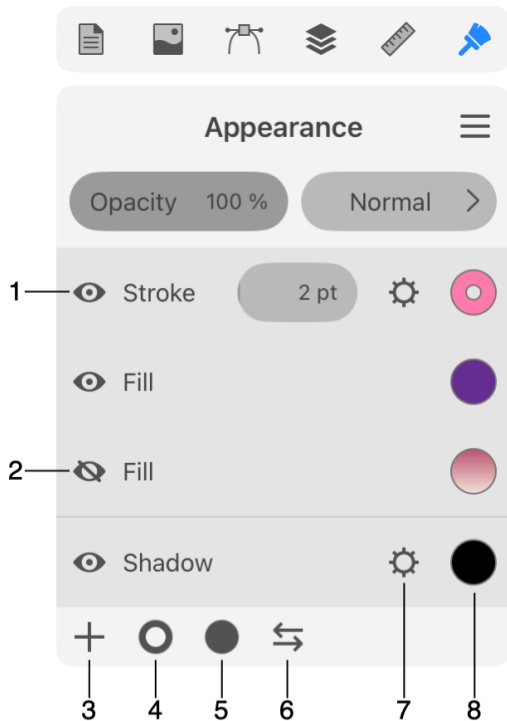 Appearance
Opacity 100 % Normal
1 Stroke 2 pt
Fill
2 Fill
Shadow
3 4 5 6 7 8